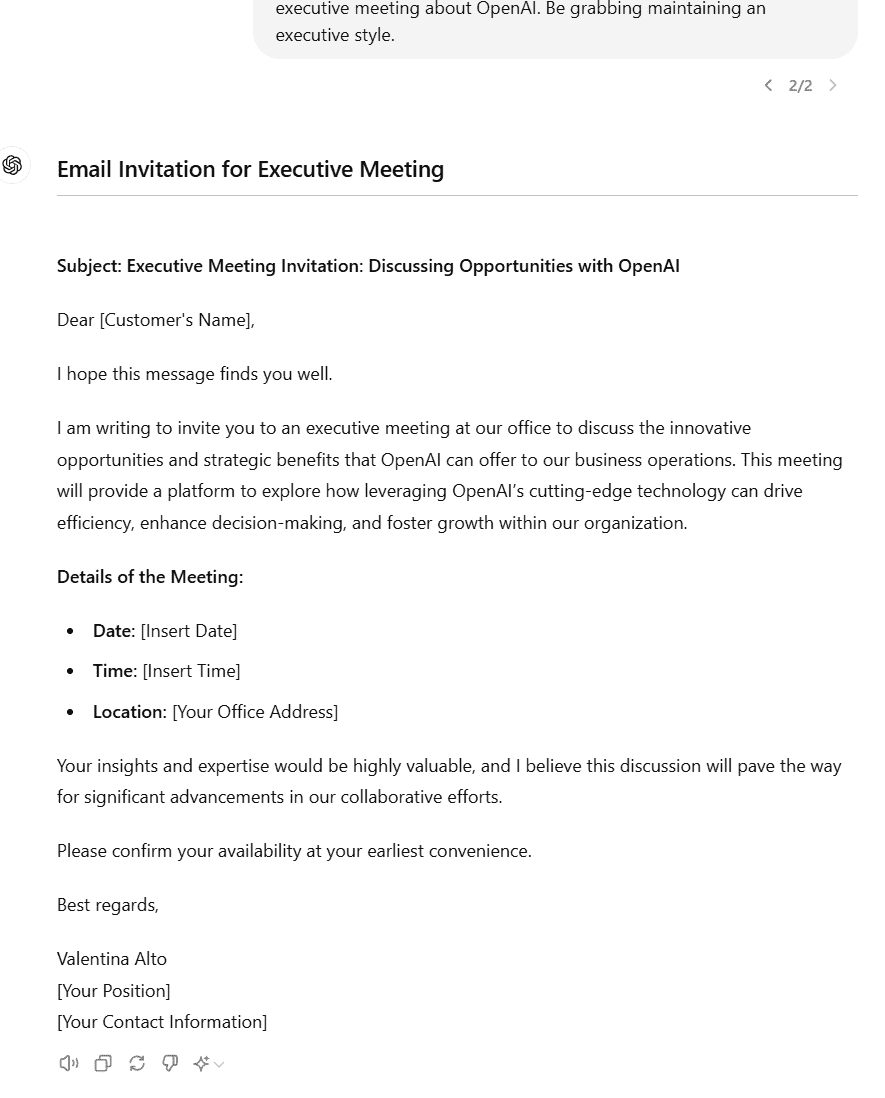 executive meeting about OpenAI. Be grabbing maintaining an
executive style.
2/2
Email Invitation for Executive Meeting
Subject: Executive Meeting Invitation: Discussing Opportunities with OpenAI
Dear [Customer's Name],
I hope this message finds you well.
I am writing to invite you to an executive meeting at our office to discuss the innovative
opportunities and strategic benefits that OpenAI can offer to our business operations. This meeting
will provide a platform to explore how leveraging OpenAI’s cutting-edge technology can drive
efficiency, enhance decision-making, and foster growth within our organization.
Details of the Meeting:
• Date: [Insert Date]
• Time: [Insert Time]
• Location: [Your Office Address]
Your insights and expertise would be highly valuable, and I believe this discussion will pave the way
for significant advancements in our collaborative efforts.
Please confirm your availability at your earliest convenience.
Best regards,
Valentina Alto
[Your Position]
[Your Contact Information]